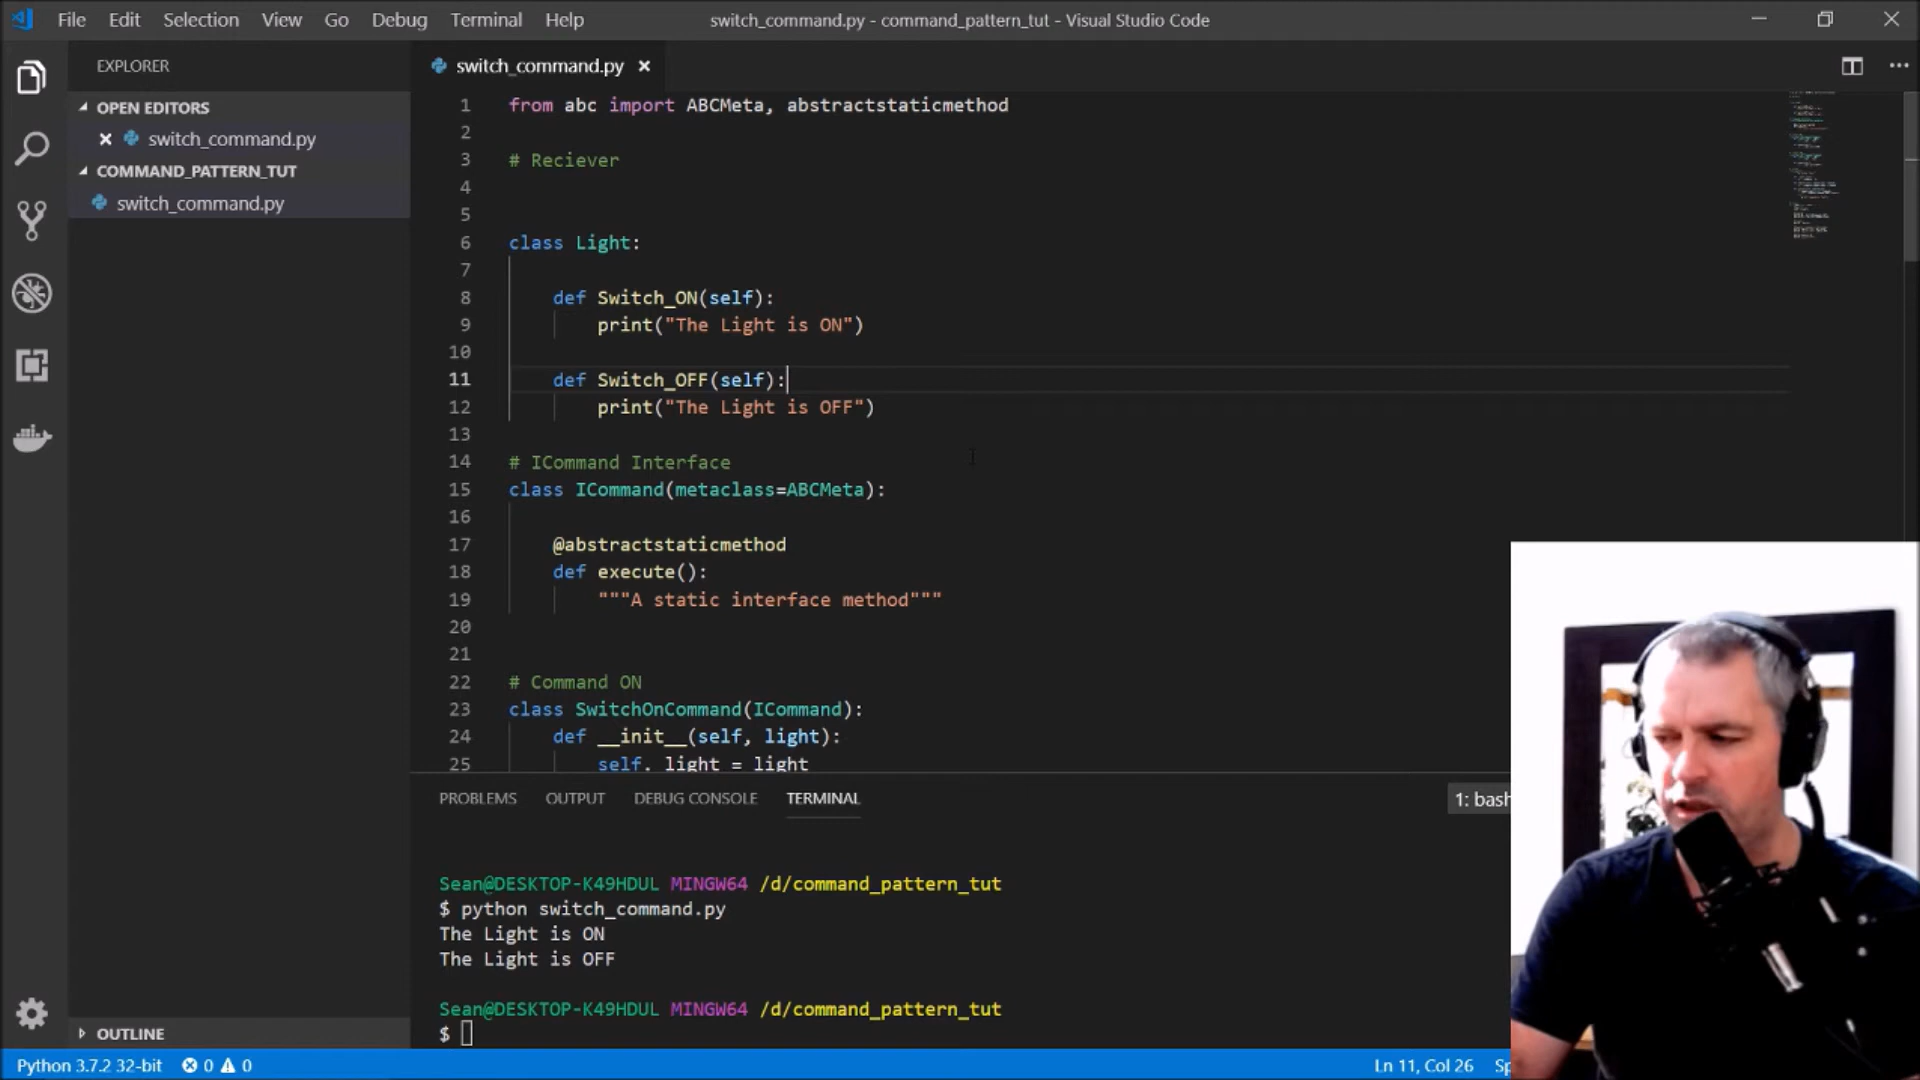 File Edit Selection View Go Debug Terminal Help
switch_command.py - command_pattern_tut - Visual Studio Code
EXPLORER
OPEN EDITORS
switch_command.py
COMMAND_PATTERN_TUT
switch_command.py
OUTLINE
switch_command.py
1 from abc import ABCMeta, abstractstaticmethod
2
3 # Reciever
4
5
6 class Light:
7
8 def Switch_ON(self):
9 print("The Light is ON")
10
11 def Switch_OFF(self):
12 print("The Light is OFF")
13
14 # ICommand Interface
15 class ICommand(metaclass=ABCMeta):
16
17 @abstractstaticmethod
18 def execute():
19 """A static interface method"""
20
21
22 # Command ON
23 class SwitchOnCommand(ICommand):
24 def __init__(self, light):
25 self. light = light
PROBLEMS OUTPUT DEBUG CONSOLE TERMINAL
1: bash
Sean@DESKTOP-K49HDUL MINGW64 /d/command_pattern_tut
$ python switch_command.py
The Light is ON
The Light is OFF
Sean@DESKTOP-K49HDUL MINGW64 /d/command_pattern_tut
$
Python 3.7.2 32-bit 0 0
Ln 11, Col 26 Sp